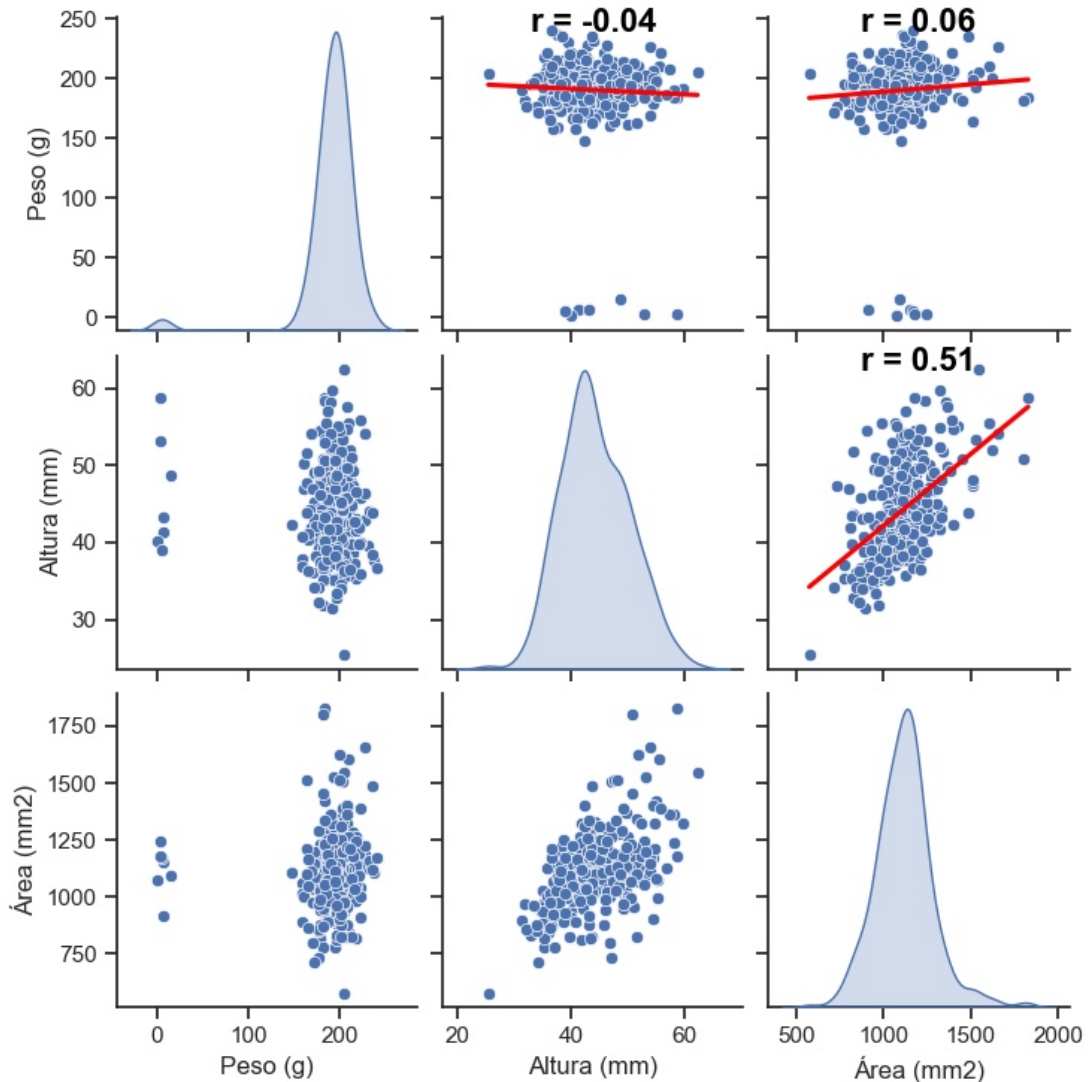 r = -0.04
r = 0.06
250
200
150
100
50
0
Peso (g)
r = 0.51
60
50
40
30
Altura (mm)
1750
1500
1250
1000
750
Área (mm2)
0 100 200
20 40 60
500 1000 1500 2000
Peso (g)
Altura (mm)
Área (mm2)